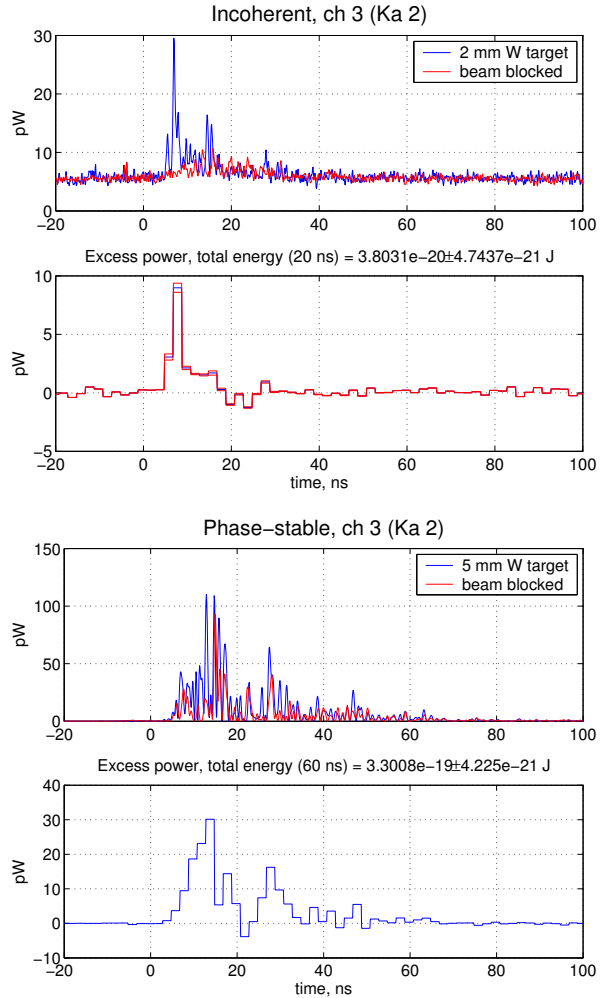 Incoherent, ch 3 (Ka 2)
30
2 mm W target
beam blocked
20
pW
10
0
−20 0 20 40 60 80 100
Excess power, total energy (20 ns) = 3.8031e−20±4.7437e−21 J
10
5
pW
0
−5
−20 0 20 40 60 80 100
time, ns
Phase−stable, ch 3 (Ka 2)
150
5 mm W target
beam blocked
100
pW
50
0
−20 0 20 40 60 80 100
Excess power, total energy (60 ns) = 3.3008e−19±4.225e−21 J
40
30
20
pW
10
0
−10
−20 0 20 40 60 80 100
time, ns